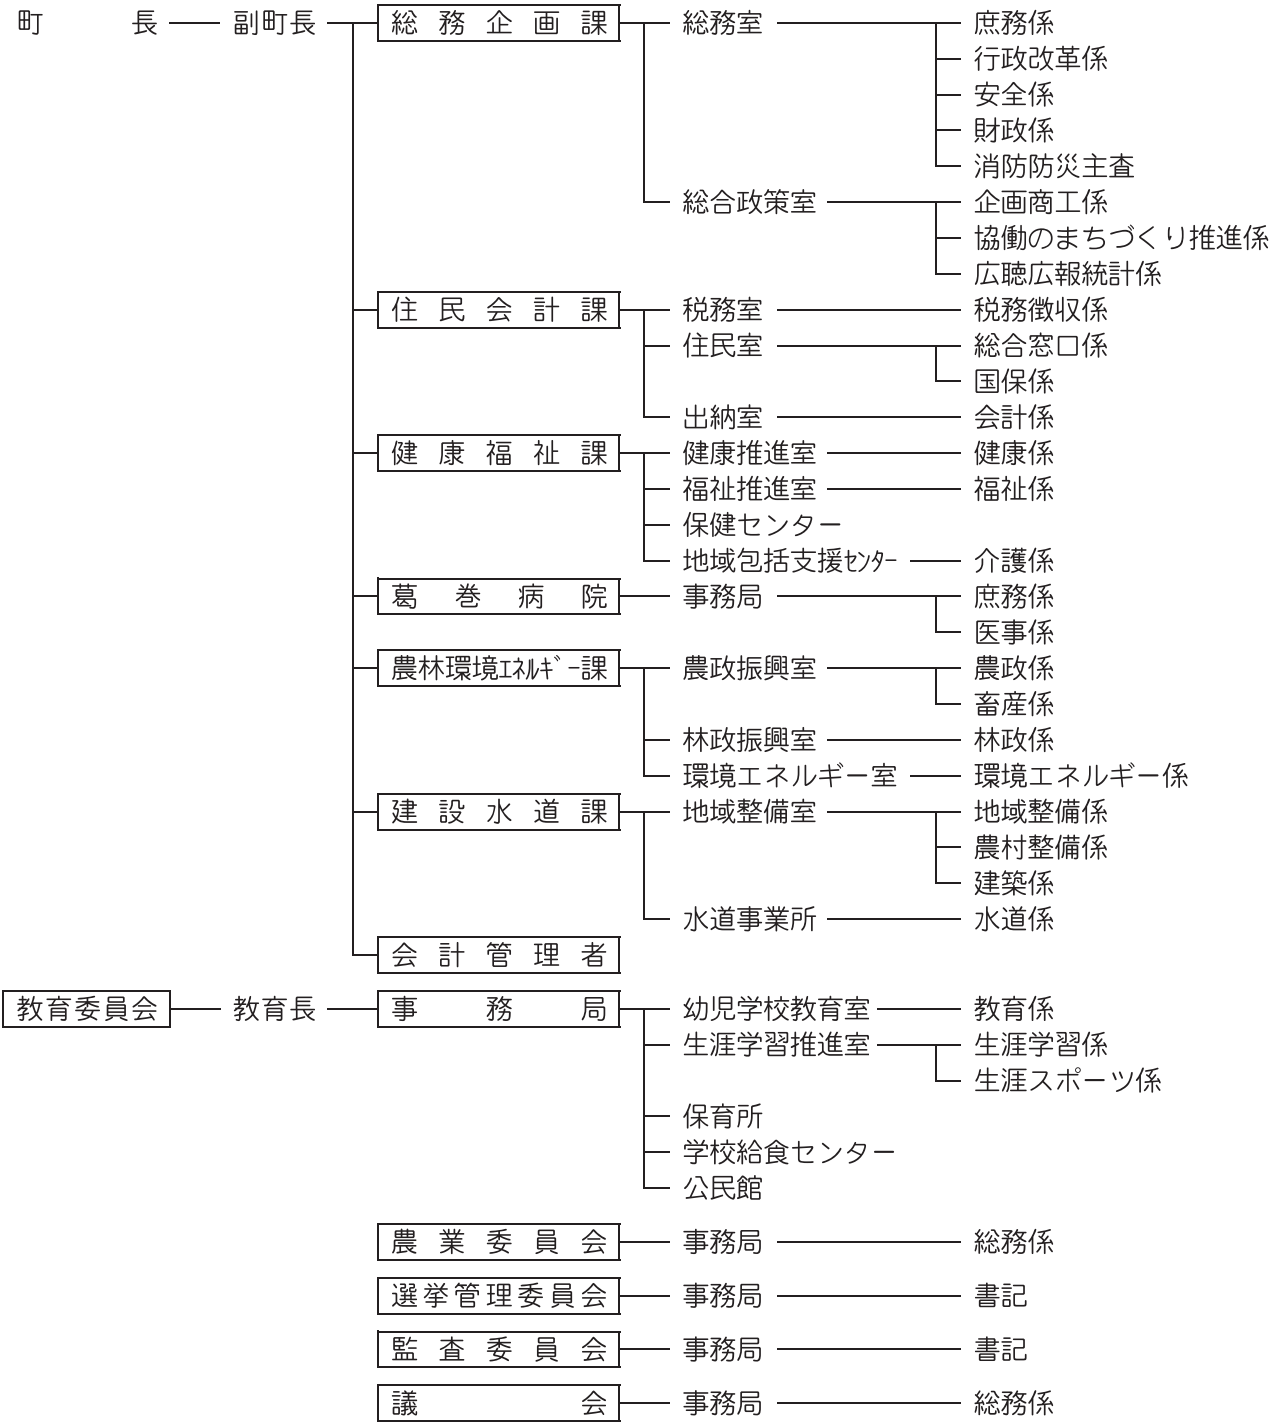 町長 副町長 総務企画課 総務室 庶務係
行政改革係
安全係
財政係
消防防災主査
総合政策室 企画商工係
協働のまちづくり推進係
広聴広報統計係
住民会計課 税務室 税務徴収係
住民室 総合窓口係
国保係
出納室 会計係
健康福祉課 健康推進室 健康係
福祉推進室 福祉係
保健センター
地域包括支援ｾﾝﾀｰ 介護係
葛巻病院 事務局 庶務係
医事係
農林環境ｴﾈﾙｷﾞｰ課 農政振興室 農政係
畜産係
林政振興室 林政係
環境エネルギー室 環境エネルギー係
建設水道課 地域整備室 地域整備係
農村整備係
建築係
水道事業所 水道係
会計管理者
教育委員会 教育長 事務局 幼児学校教育室 教育係
生涯学習推進室 生涯学習係
生涯スポーツ係
保育所
学校給食センター
公民館
農業委員会 事務局 総務係
選挙管理委員会 事務局 書記
監査委員会 事務局 書記
議会 事務局 総務係